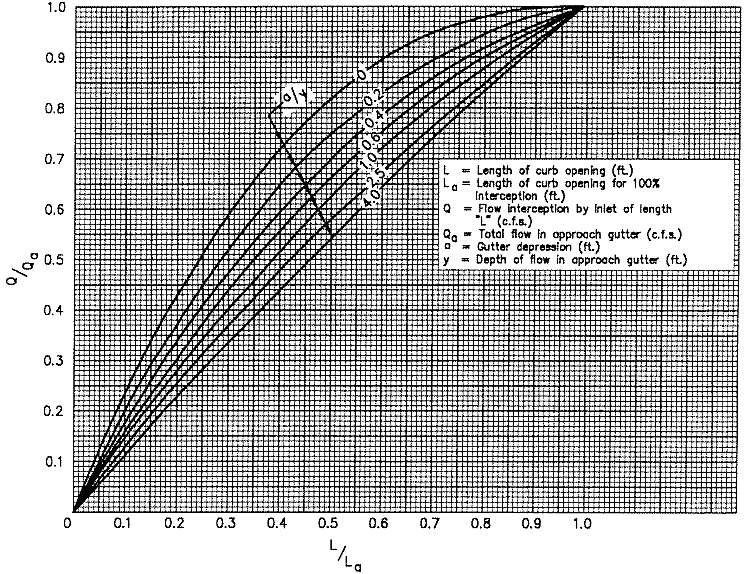 1.0
0.9
0.8
0.7
0.6
0.5
0.4
0.3
0.2
0.1
0
Q/Qa
a/y
0
0.2
0.4
0.6
1.0
2.5
4.0
L = Length of curb opening (ft.)
La = Length of curb opening for 100%
interception (ft.)
Q = Flow interception by inlet of length
"L" (c.f.s.)
Qa = Total flow in approach gutter (c.f.s.)
a = Gutter depression (ft.)
y = Depth of flow in approach gutter (ft.)
0.1 0.2 0.3 0.4 0.5 0.6 0.7 0.8 0.9 1.0
L/La